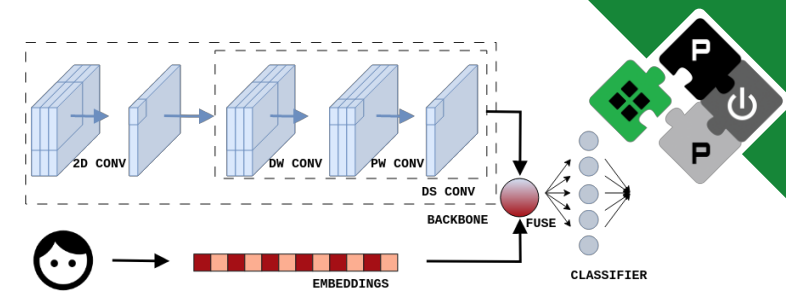 P
P
2D CONV
DW CONV
PW CONV
DS CONV
BACKBONE
FUSE
EMBEDDINGS
CLASSIFIER